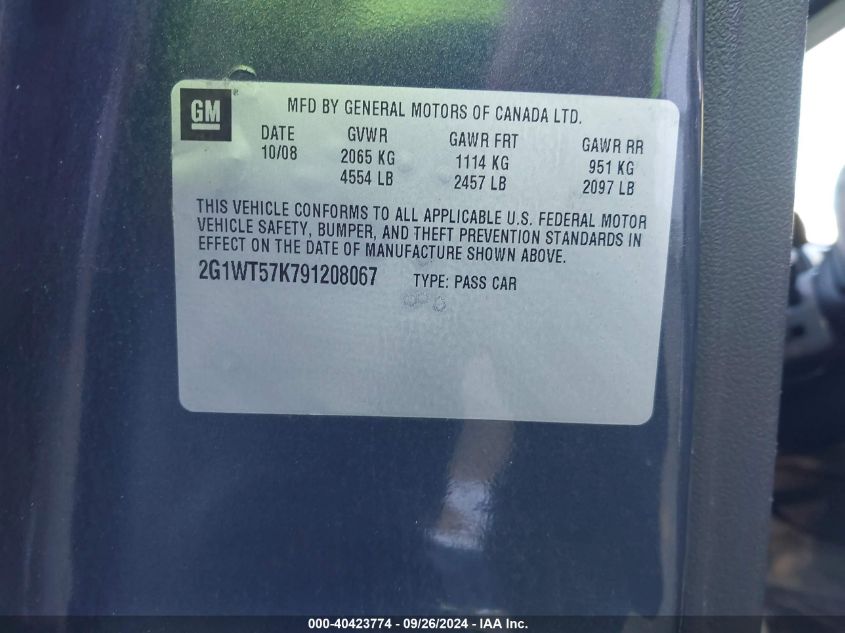 GM
MFD BY GENERAL MOTORS OF CANADA LTD.
DATE GVWR GAWR FRT GAWR RR
10/08 2065 KG 1114 KG 951 KG
4554 LB 2457 LB 2097 LB
THIS VEHICLE CONFORMS TO ALL APPLICABLE U.S. FEDERAL MOTOR
VEHICLE SAFETY, BUMPER, AND THEFT PREVENTION STANDARDS IN
EFFECT ON THE DATE OF MANUFACTURE SHOWN ABOVE.
2G1WT57K791208067 TYPE: PASS CAR
000-40423774 - 09/26/2024 - IAA Inc.